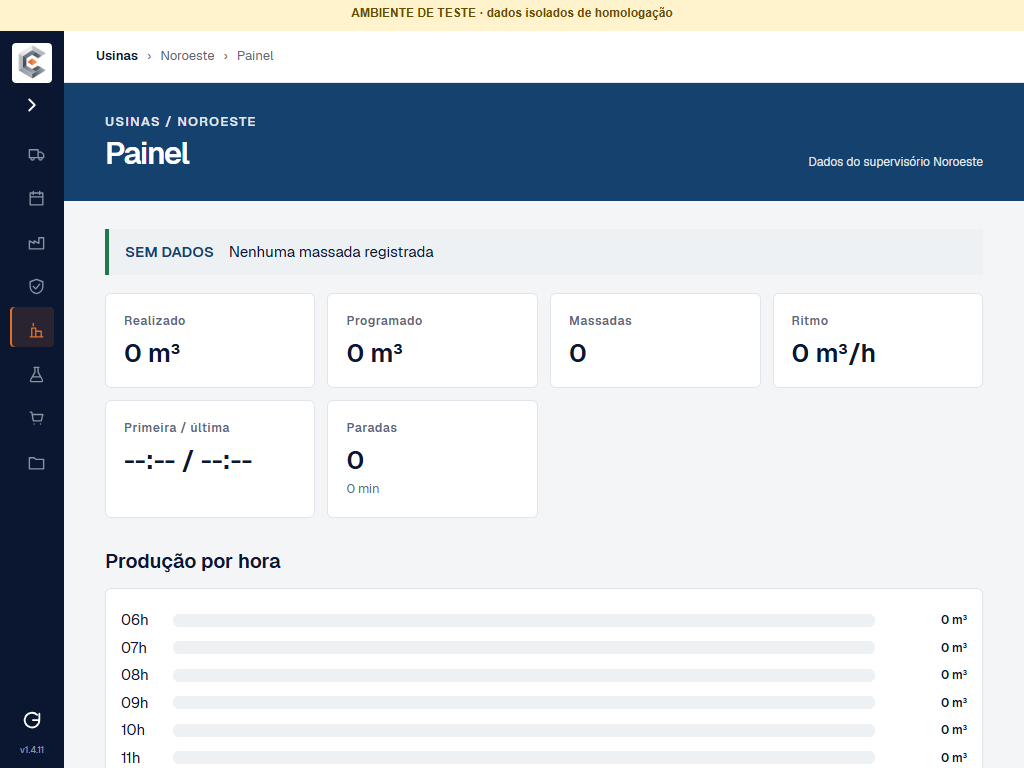 AMBIENTE DE TESTE · dados isolados de homologação
Usinas › Noroeste › Painel
USINAS / NOROESTE
Painel
Dados do supervisório Noroeste
SEM DADOS Nenhuma massada registrada
Realizado
0 m³
Programado
0 m³
Massadas
0
Ritmo
0 m³/h
Primeira / última
--:-- / --:--
Paradas
0
0 min
Produção por hora
06h 0 m³
07h 0 m³
08h 0 m³
09h 0 m³
10h 0 m³
11h 0 m³
v1.4.11